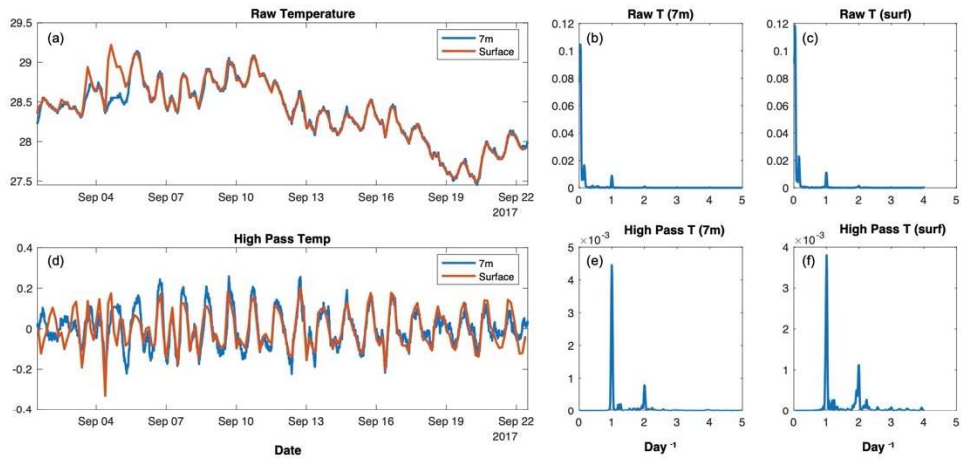 Raw Temperature
29.5
(a)
7m
Surface
29
28.5
28
27.5
Sep 04 Sep 07 Sep 10 Sep 13 Sep 16 Sep 19 Sep 22
2017
Raw T (7m)
0.12
(b)
0.1
0.08
0.06
0.04
0.02
0
0 1 2 3 4 5
Raw T (surf)
0.12
(c)
0.1
0.08
0.06
0.04
0.02
0
0 1 2 3 4 5
High Pass Temp
0.4
(d)
7m
Surface
0.2
0
-0.2
-0.4
Sep 04 Sep 07 Sep 10 Sep 13 Sep 16 Sep 19 Sep 22
2017
Date
High Pass T (7m)
×10⁻³
5
(e)
4
3
2
1
0
0 1 2 3 4 5
Day ⁻¹
High Pass T (surf)
×10⁻³
5
(f)
4
3
2
1
0
0 1 2 3 4 5
Day ⁻¹